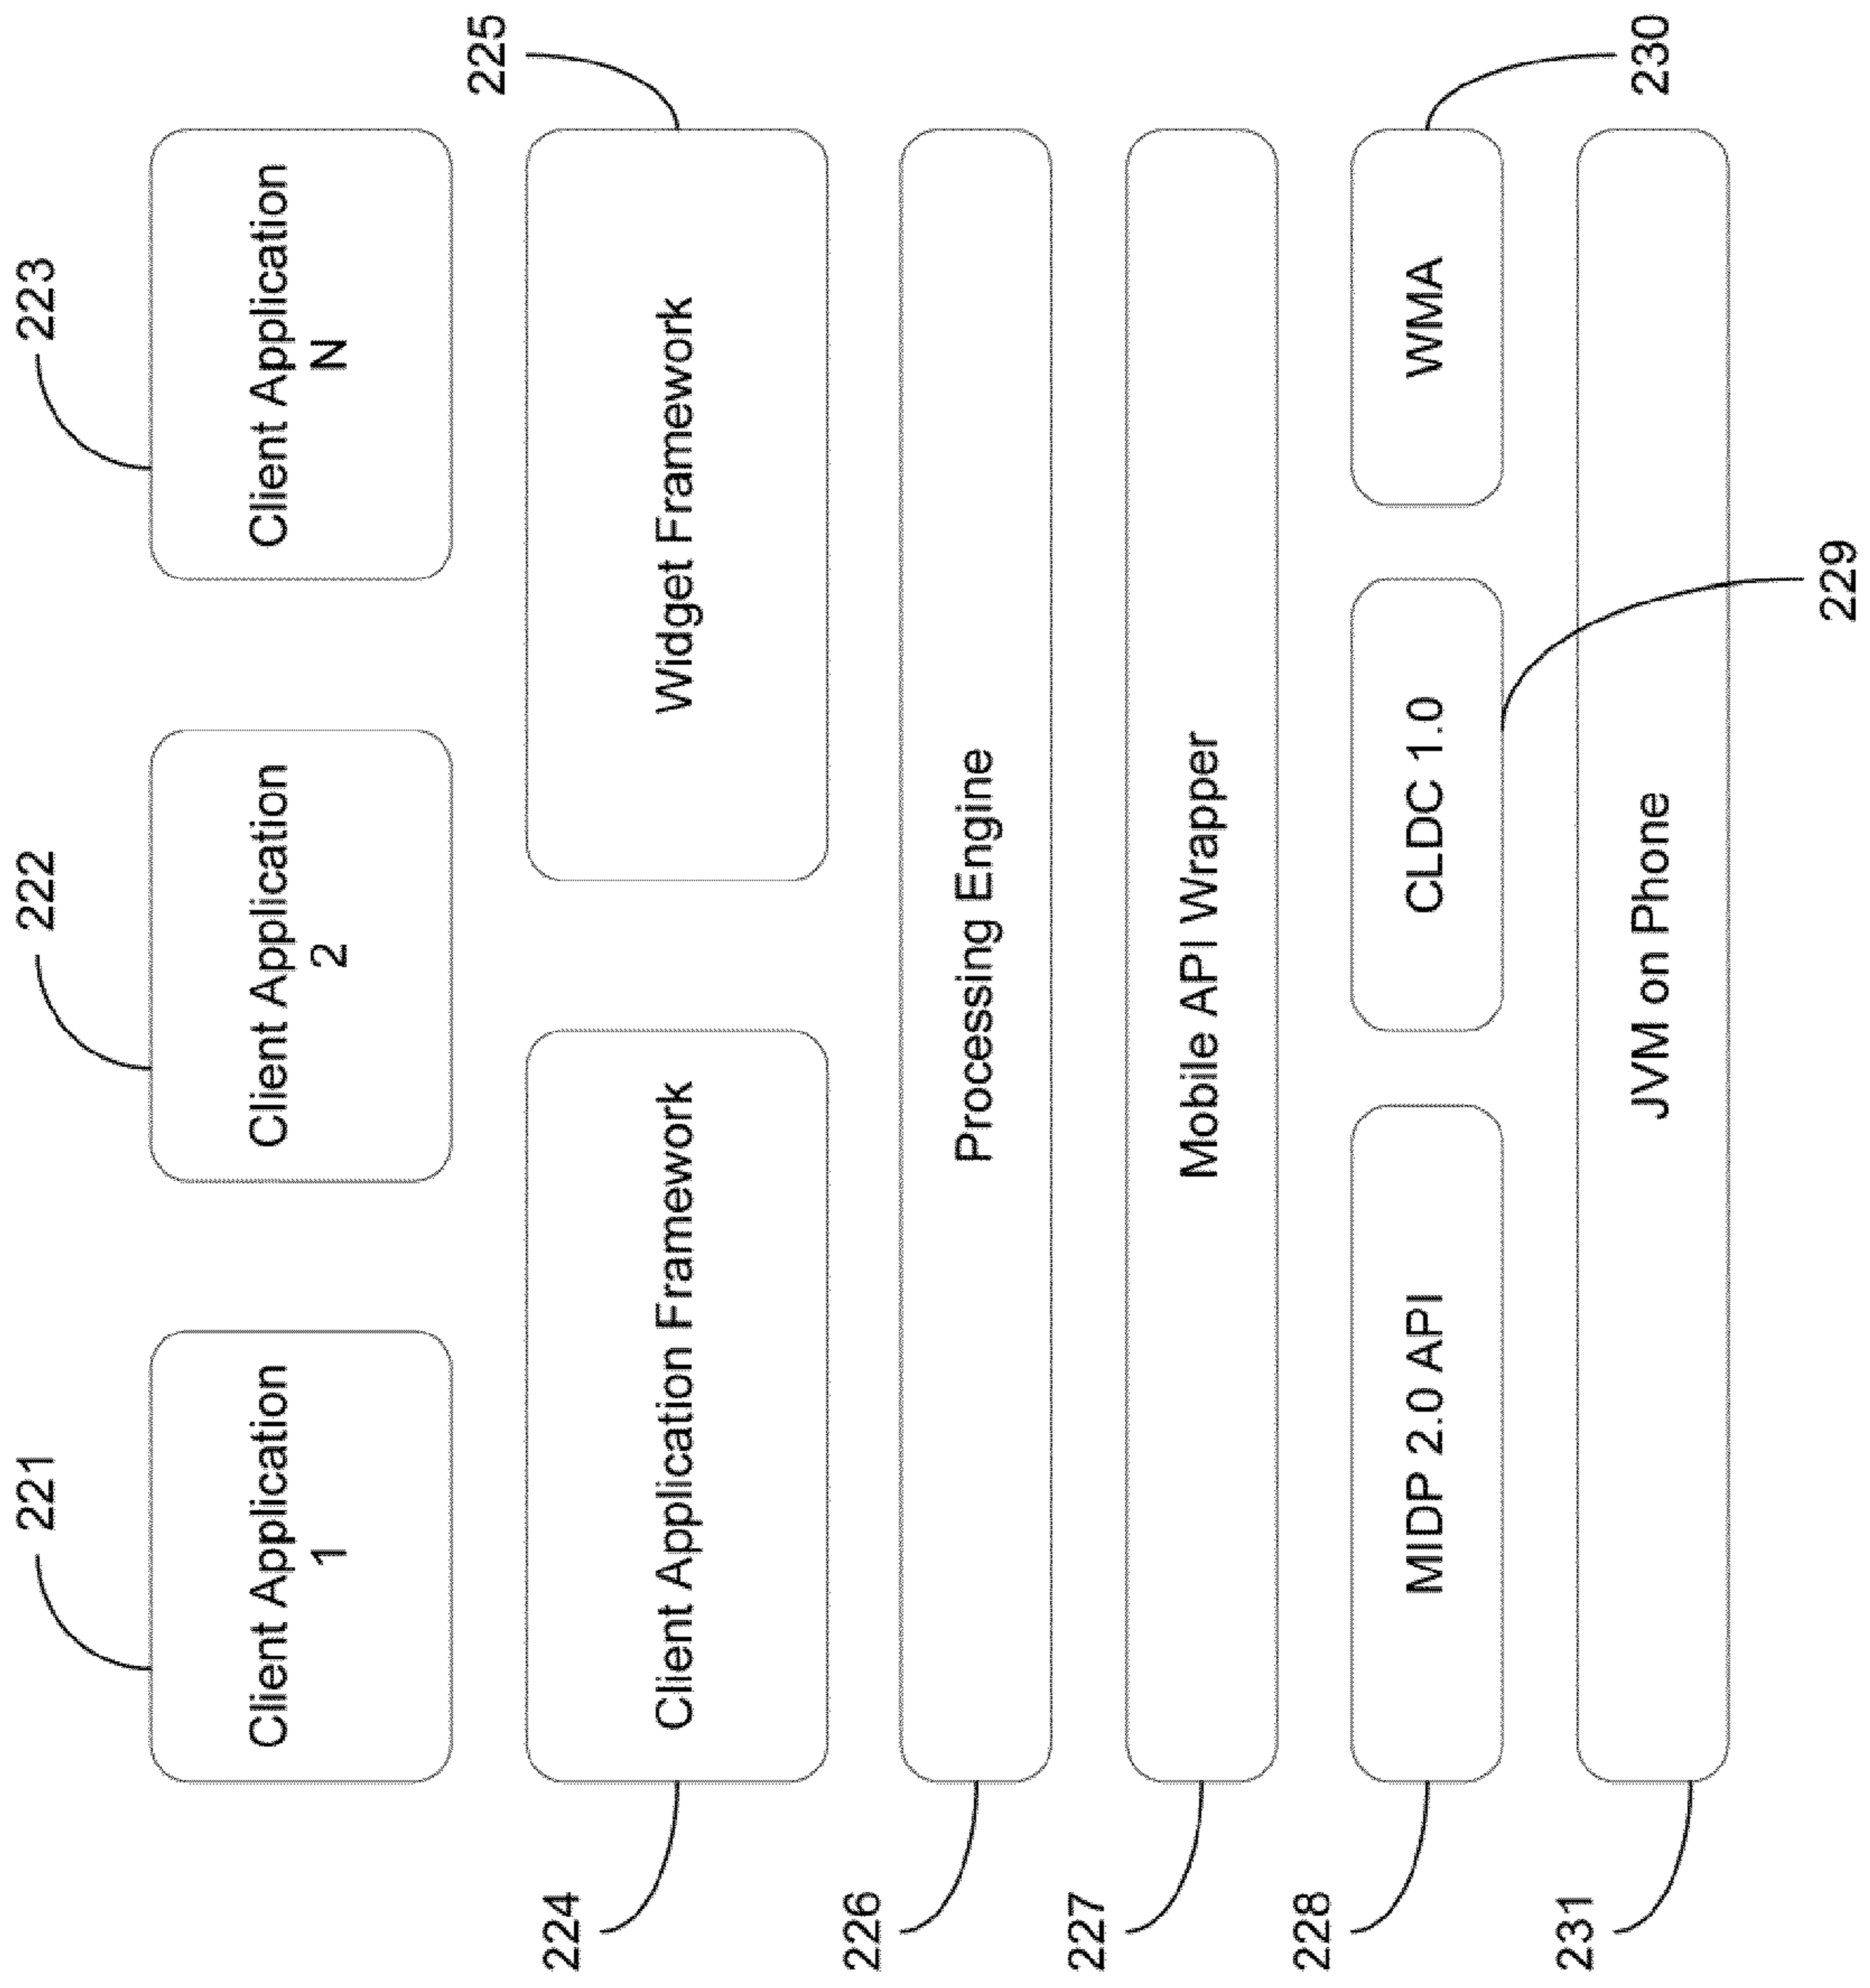 221
222
223
Client Application
1
Client Application
2
Client Application
N
225
Client Application Framework
Widget Framework
224
Processing Engine
226
Mobile API Wrapper
227
MIDP 2.0 API
CLDC 1.0
WMA
228
230
JVM on Phone
231
229